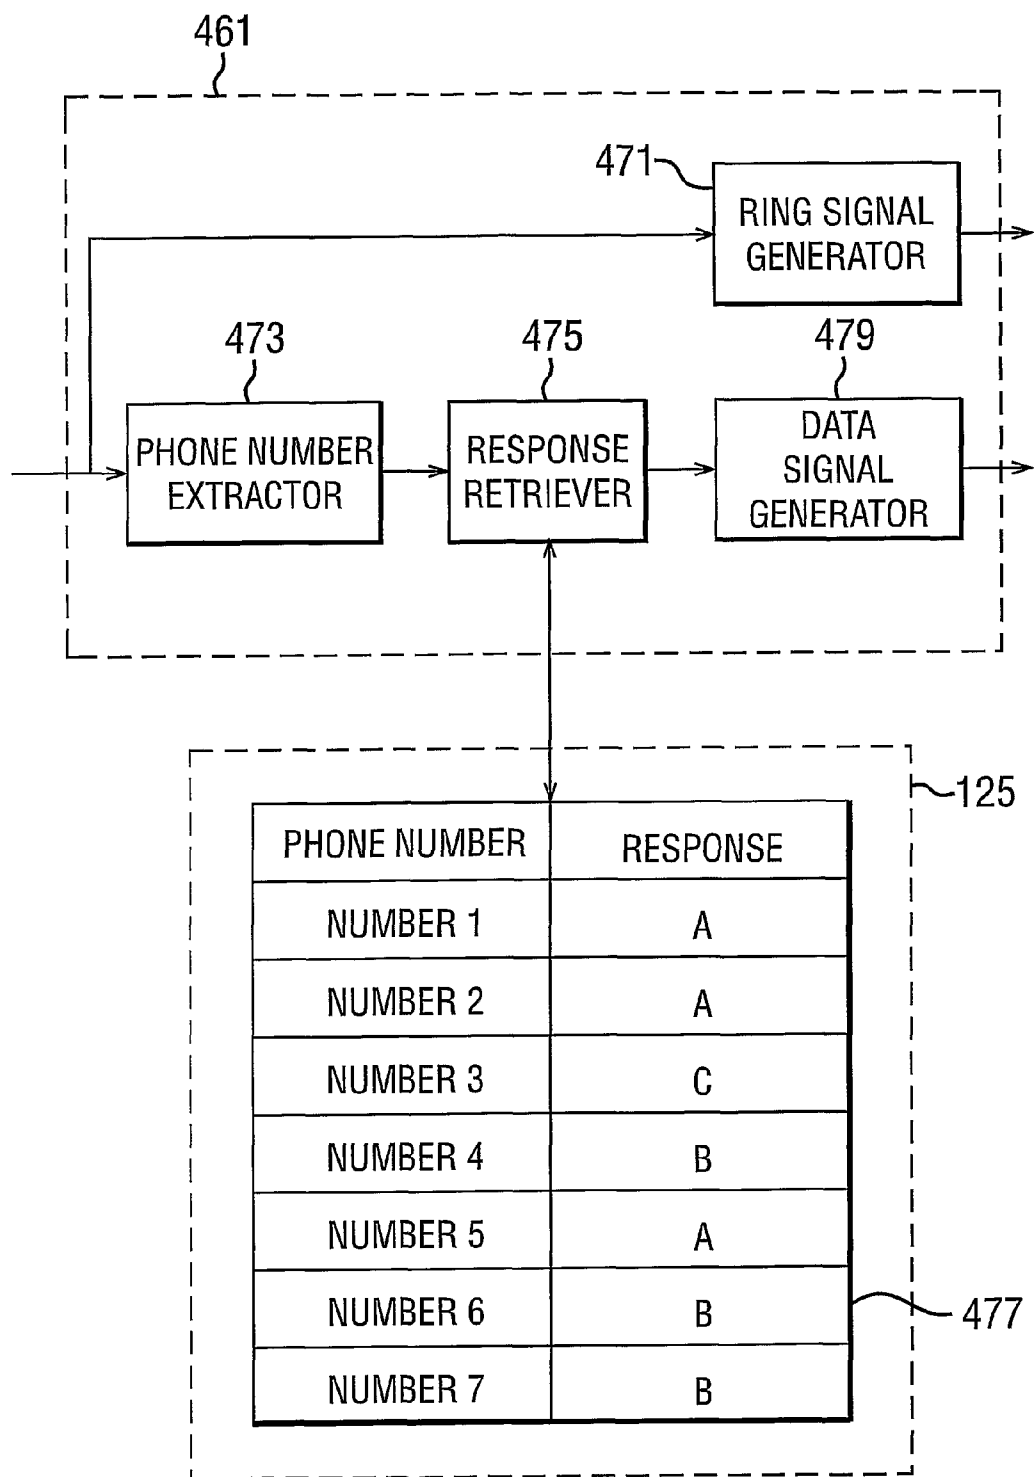 461
471
RING SIGNAL
GENERATOR
473
475
479
PHONE NUMBER
EXTRACTOR
RESPONSE
RETRIEVER
DATA
SIGNAL
GENERATOR
125
PHONE NUMBER RESPONSE
NUMBER 1 A
NUMBER 2 A
NUMBER 3 C
NUMBER 4 B
NUMBER 5 A
NUMBER 6 B
477
NUMBER 7 B